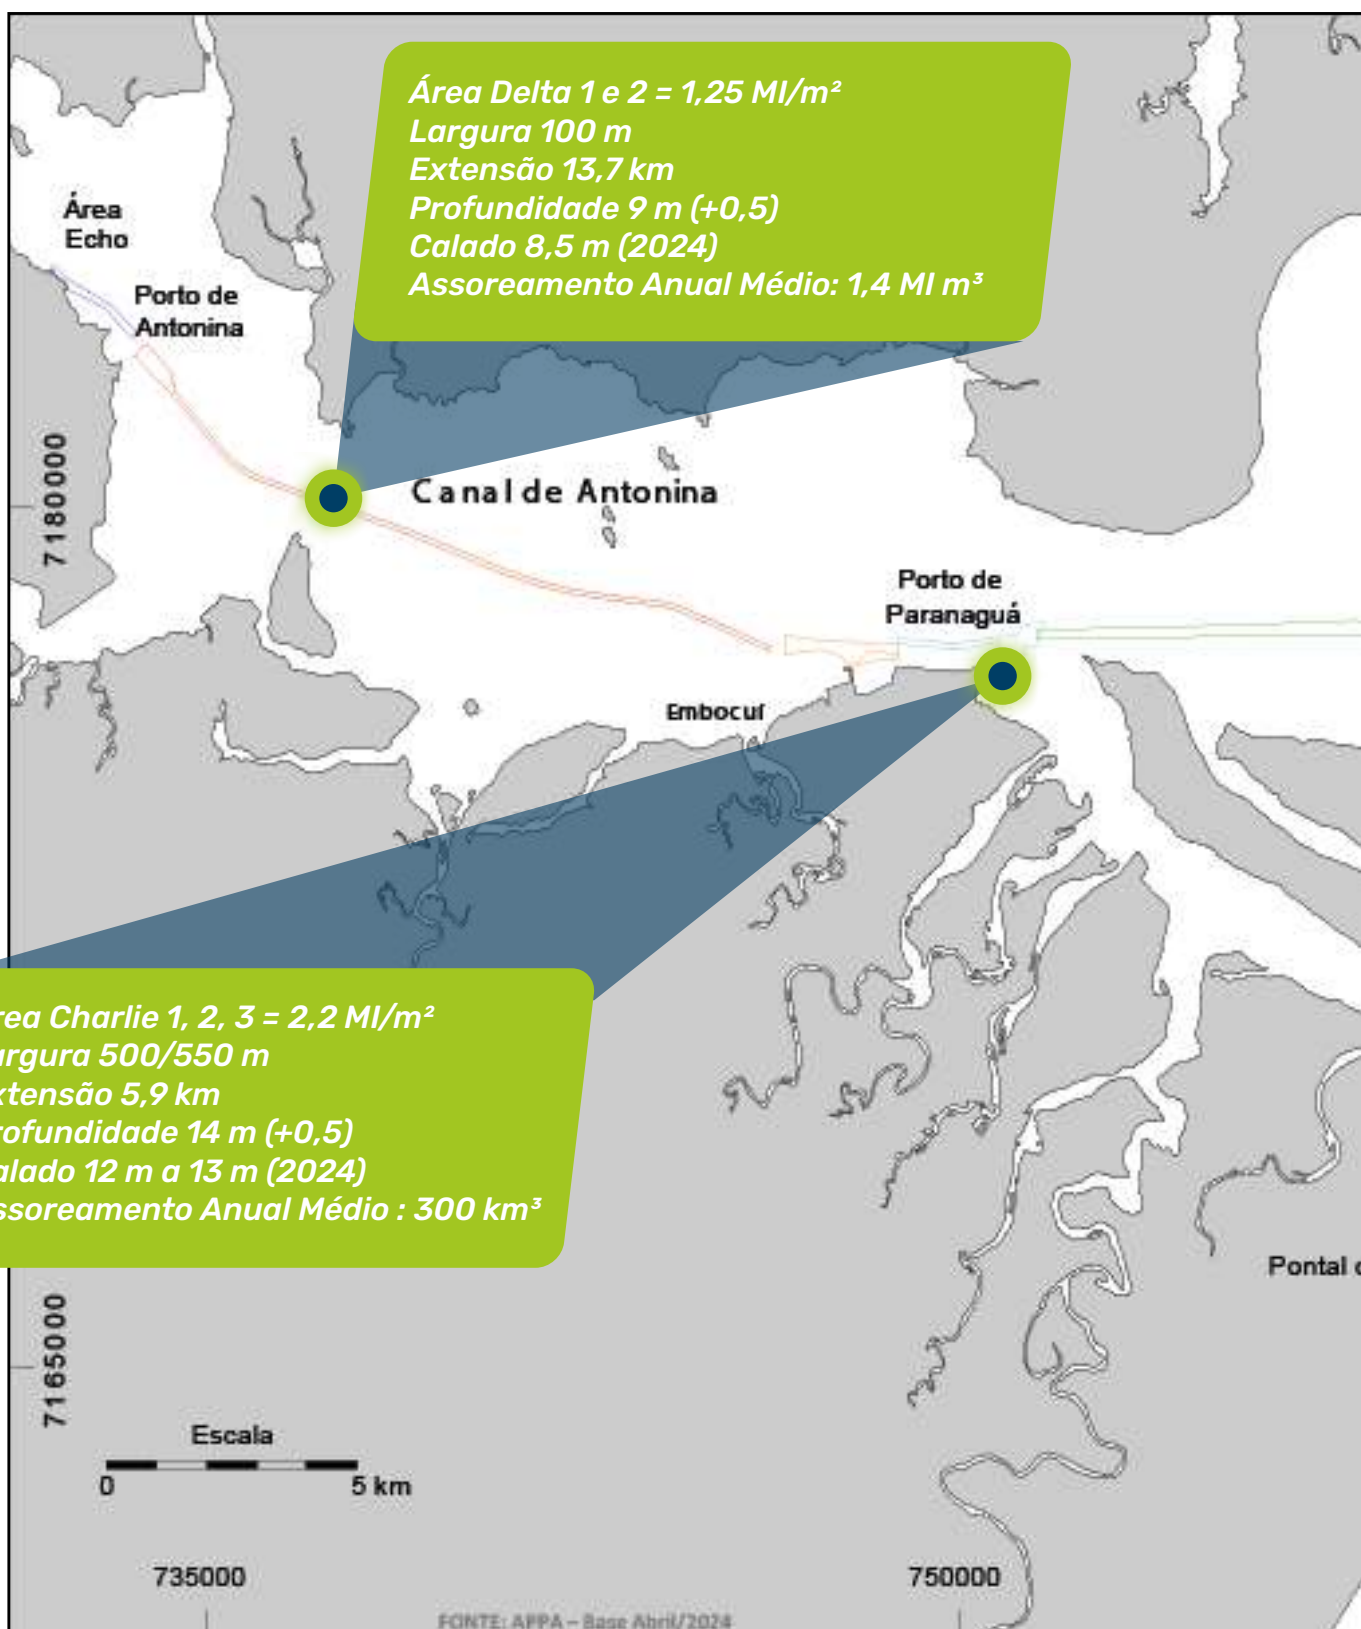 Área Delta 1 e 2 = 1,25 MI/m²
Largura 100 m
Extensão 13,7 km
Profundidade 9 m (+0,5)
Calado 8,5 m (2024)
Assoreamento Anual Médio: 1,4 MI m³
Área
Echo
Porto de
Antonina
7180000
Canal de Antonina
Porto de
Paranaguá
Embocuí
rea Charlie 1, 2, 3 = 2,2 MI/m²
argura 500/550 m
xtensão 5,9 km
rofundidade 14 m (+0,5)
alado 12 m a 13 m (2024)
ssoreamento Anual Médio : 300 km³
Pontal
7165000
Escala
0 5 km
735000 750000
FONTE: APPA – Base Abril/2024